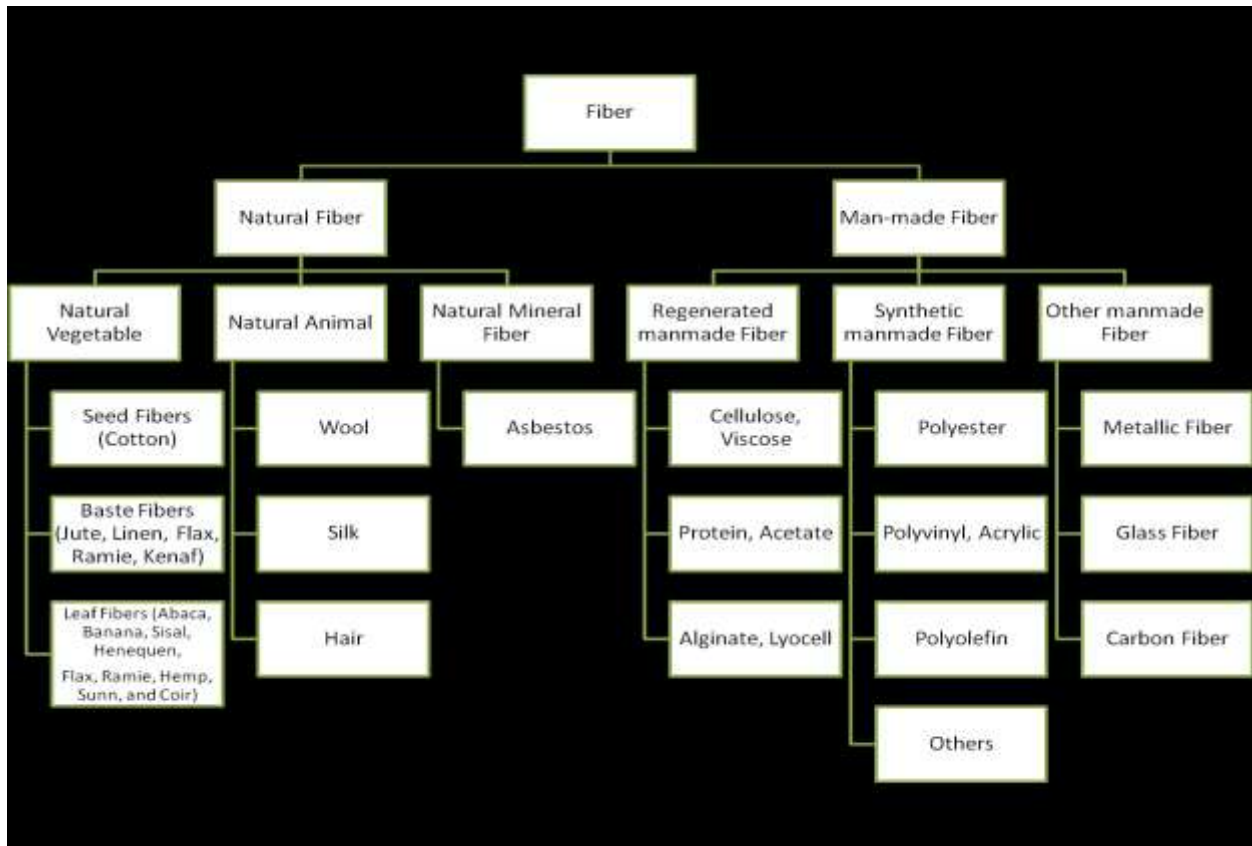 Fiber
Natural Fiber
Man-made Fiber
Natural
Vegetable
Natural Animal
Natural Mineral
Fiber
Regenerated
manmade Fiber
Synthetic
manmade Fiber
Other manmade
Fiber
Seed Fibers
(Cotton)
Wool
Asbestos
Cellulose,
Viscose
Polyester
Metallic Fiber
Baste Fibers
(Jute, Linen, Flax,
Ramie, Kenaf)
Silk
Protein, Acetate
Polyvinyl, Acrylic
Glass Fiber
Leaf Fibers (Abaca,
Banana, Sisal,
Henequen,
Flax, Ramie, Hemp,
Sunn, and Coir)
Hair
Alginate, Lyocell
Polyolefin
Carbon Fiber
Others